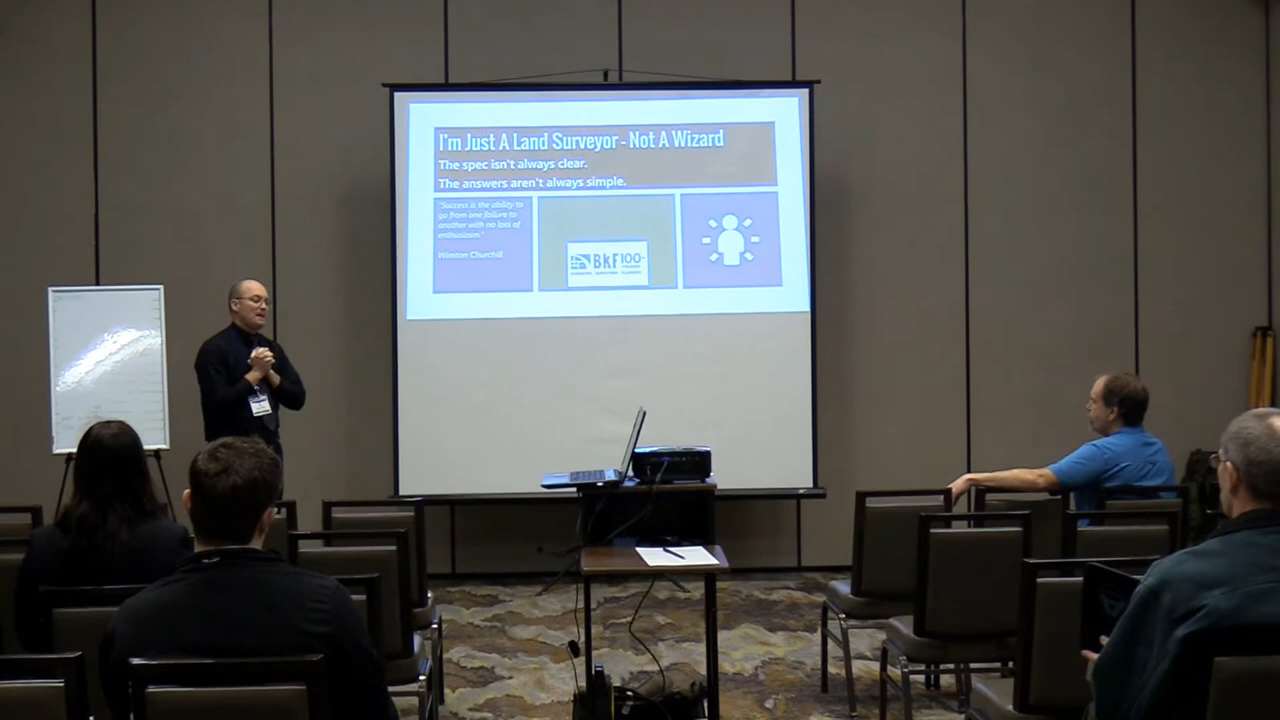 I'm Just A Land Surveyor - Not A Wizard
The spec isn't always clear.
The answers aren't always simple.
"Success is the ability to
go from one failure to
another with no loss of
enthusiasm."
Winston Churchill
BKF 100+